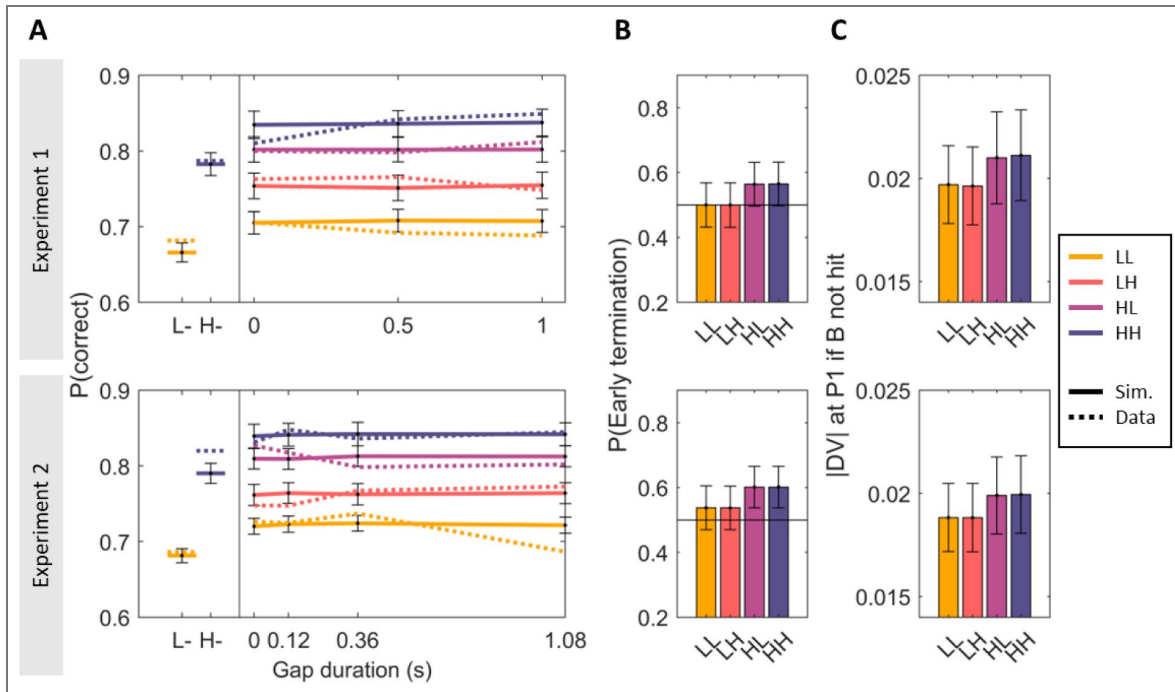 A
B
C
Experiment 1
Experiment 2
P(correct)
0.9
0.8
0.7
0.6
L- H-
0
0.5
1
0.9
0.8
0.7
0.6
L- H-
0 0.12
0.36
1.08
Gap duration (s)
P(Early termination)
0.8
0.6
0.4
0.2
LL
LH
HL
HH
0.8
0.6
0.4
0.2
LL
LH
HL
HH
|DV| at P1 if B not hit
0.025
0.02
0.015
LL
LH
HL
HH
0.025
0.02
0.015
LL
LH
HL
HH
LL
LH
HL
HH
Sim.
Data